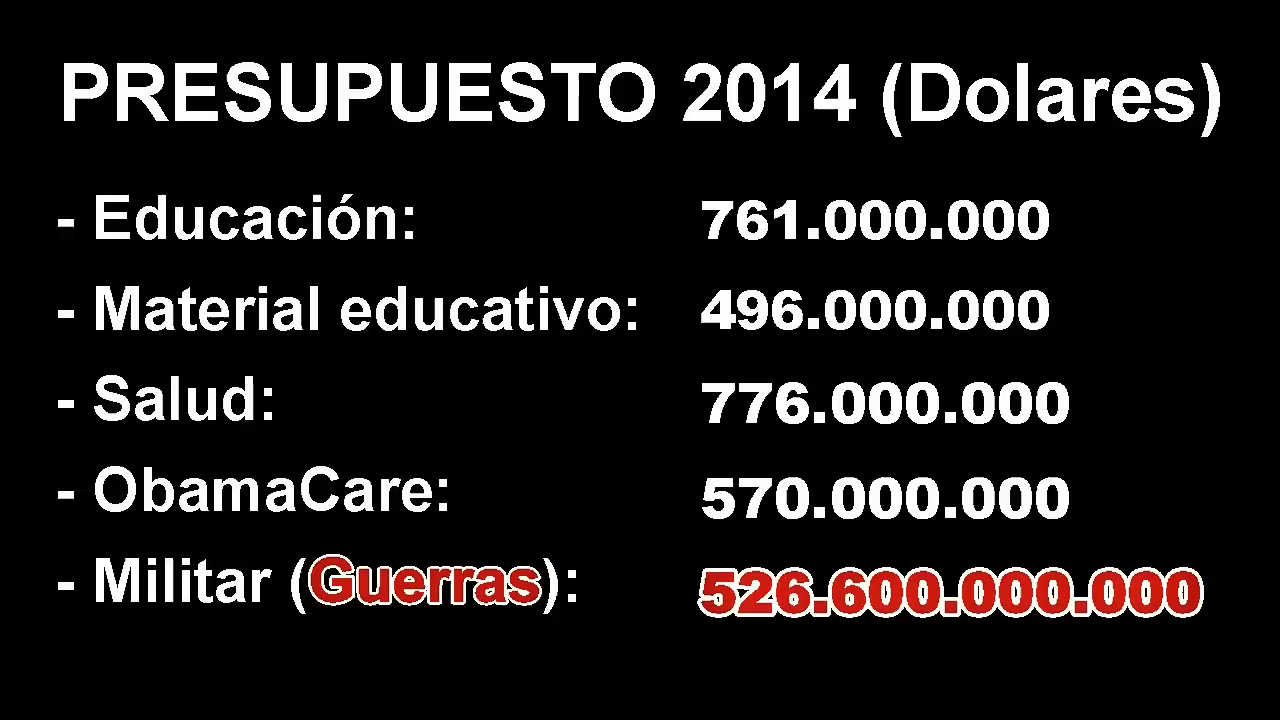 PRESUPUESTO 2014 (Dolares)
- Educación: 761.000.000
- Material educativo: 496.000.000
- Salud: 776.000.000
- ObamaCare: 570.000.000
- Militar (Guerras): 526.600.000.000